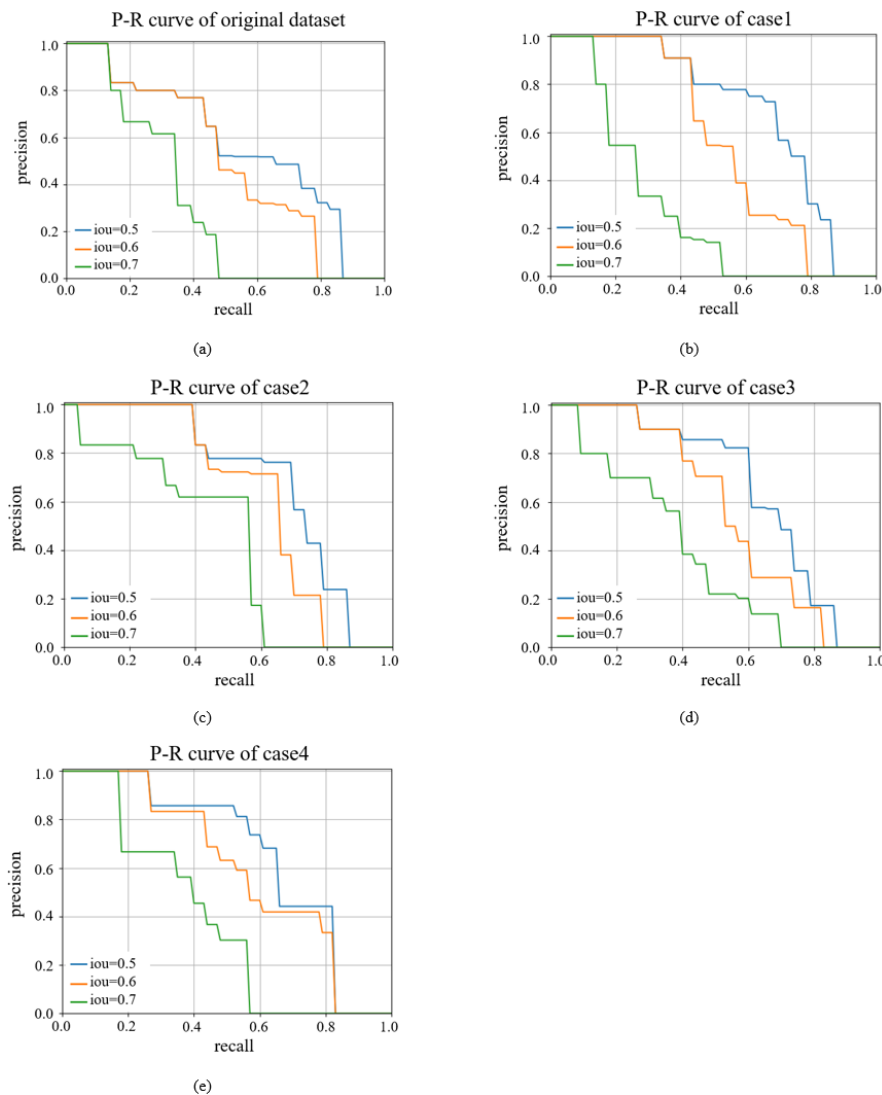 P-R curve of original dataset
1.0
0.8
0.6
0.4
0.2
0.0
precision
iou=0.5
iou=0.6
iou=0.7
0.0 0.2 0.4 0.6 0.8 1.0
recall
(a)
P-R curve of case1
1.0
0.8
0.6
0.4
0.2
0.0
precision
iou=0.5
iou=0.6
iou=0.7
0.0 0.2 0.4 0.6 0.8 1.0
recall
(b)
P-R curve of case2
1.0
0.8
0.6
0.4
0.2
0.0
precision
iou=0.5
iou=0.6
iou=0.7
0.0 0.2 0.4 0.6 0.8 1.0
recall
(c)
P-R curve of case3
1.0
0.8
0.6
0.4
0.2
0.0
precision
iou=0.5
iou=0.6
iou=0.7
0.0 0.2 0.4 0.6 0.8 1.0
recall
(d)
P-R curve of case4
1.0
0.8
0.6
0.4
0.2
0.0
precision
iou=0.5
iou=0.6
iou=0.7
0.0 0.2 0.4 0.6 0.8 1.0
recall
(e)